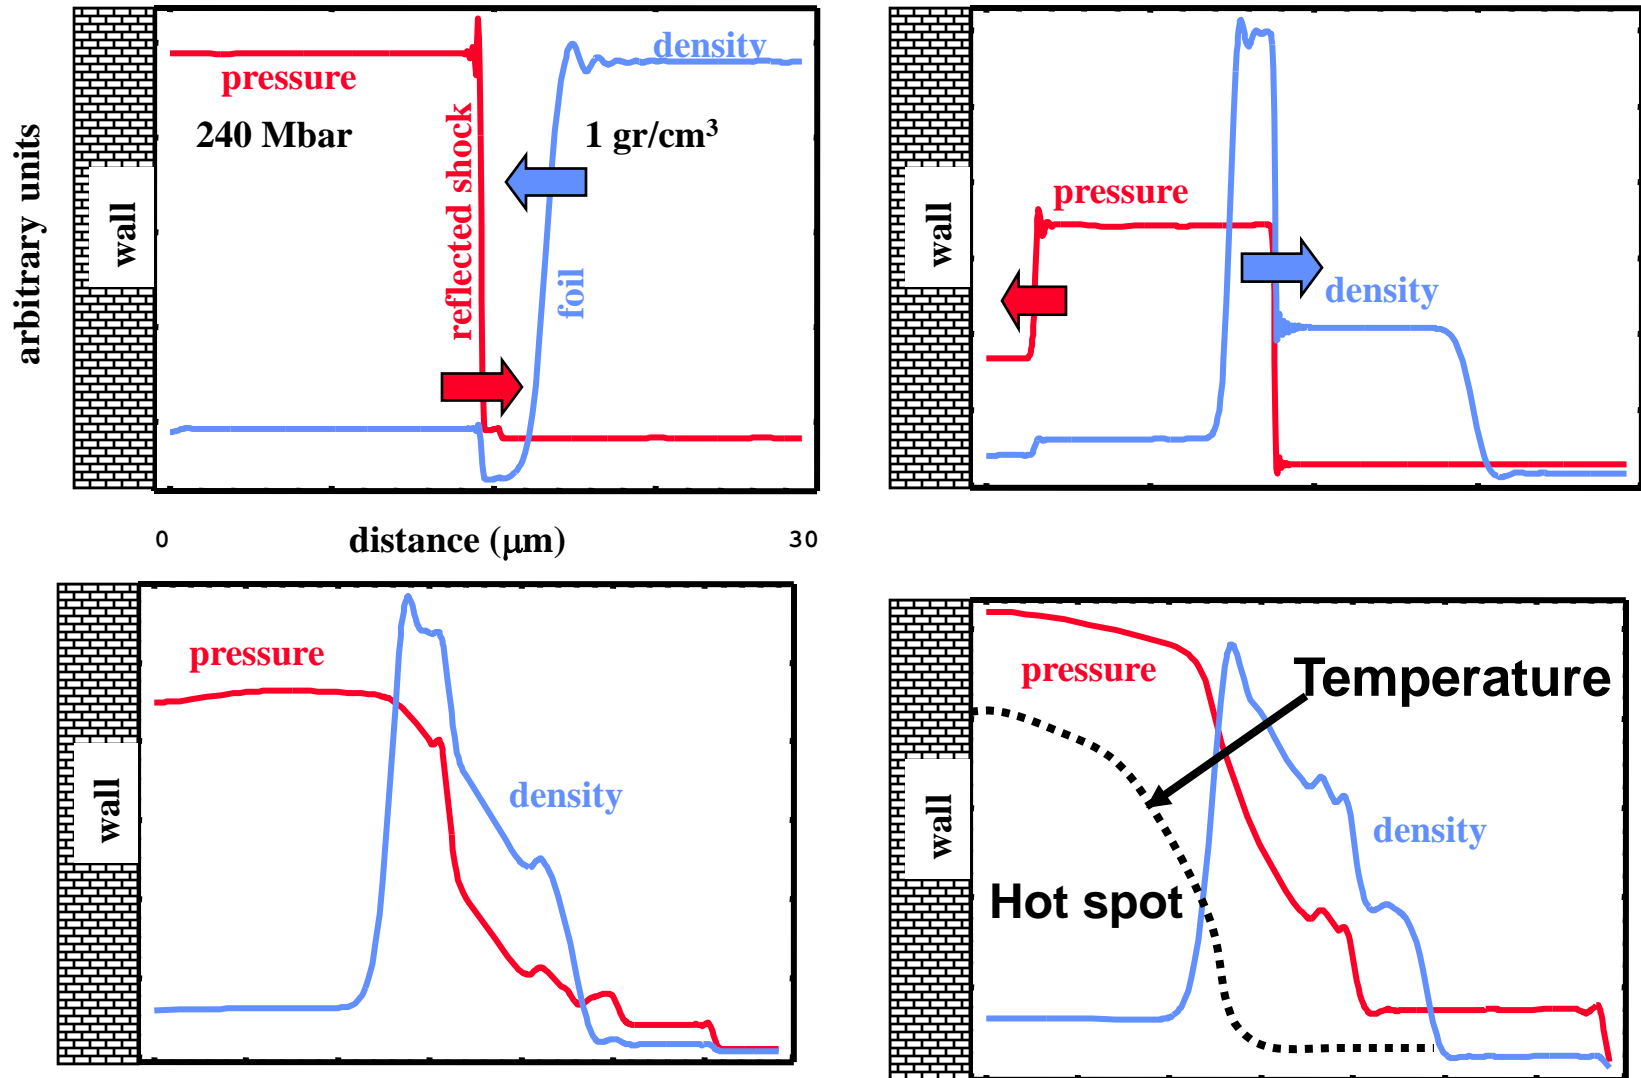 density
pressure
240 Mbar
1 gr/cm³
reflected shock
foil
wall
arbitrary units
pressure
density
wall
0
distance (μm)
30
pressure
density
wall
Temperature
pressure
density
Hot spot
wall